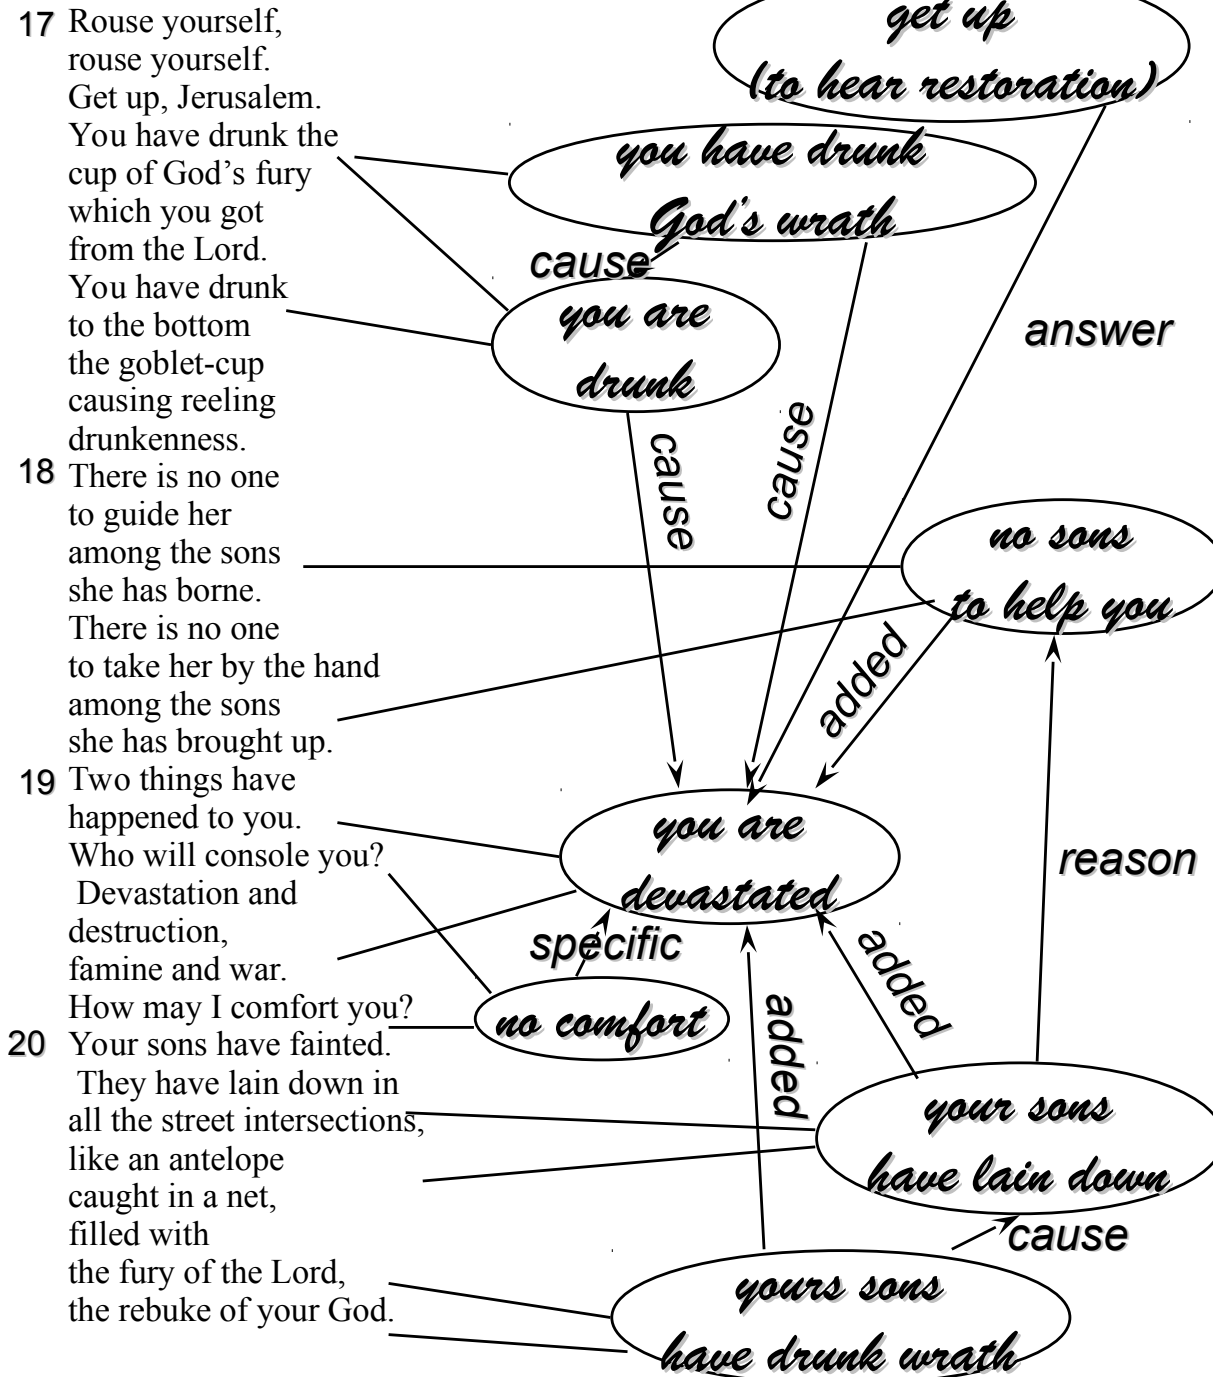 17 Rouse yourself,
rouse yourself.
Get up, Jerusalem.
You have drunk the
cup of God’s fury
which you got
from the Lord.
You have drunk
to the bottom
the goblet-cup
causing reeling
drunkenness.
18 There is no one
to guide her
among the sons
she has borne.
There is no one
to take her by the hand
among the sons
she has brought up.
19 Two things have
happened to you.
Who will console you?
Devastation and
destruction,
famine and war.
How may I comfort you?
20 Your sons have fainted.
They have lain down in
all the street intersections,
like an antelope
caught in a net,
filled with
the fury of the Lord,
the rebuke of your God.
get up
(to hear restoration)
you have drunk
God’s wrath
cause
you are
drunk
answer
cause
cause
no sons
to help you
added
you are
devastated
reason
specific
added
no comfort
added
your sons
have lain down
cause
yours sons
have drunk wrath